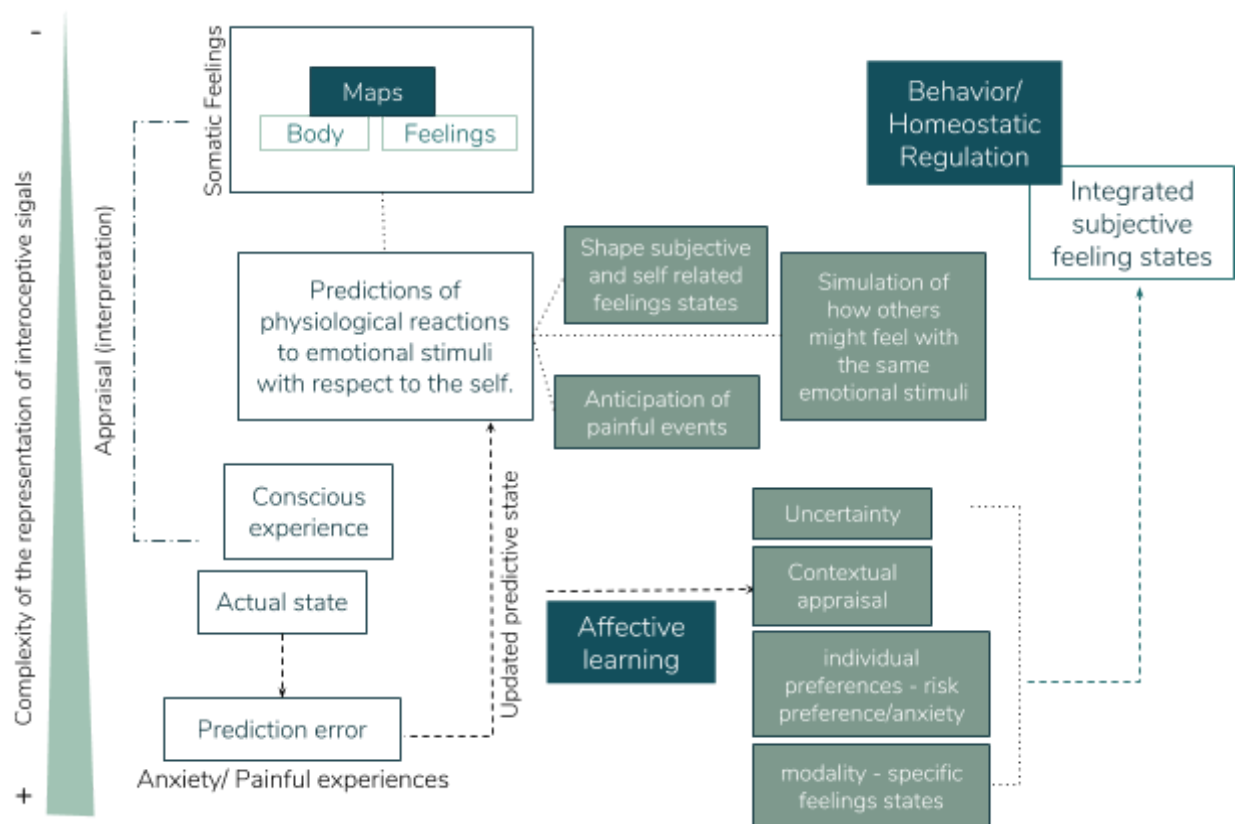 -
Complexity of the representation of interoceptive sigals
+
Appraisal (interpretation)
Somatic Feelings
Maps
Body
Feelings
Predictions of
physiological reactions
to emotional stimuli
with respect to the self.
Shape subjective
and self related
feelings states
Simulation of
how others
might feel with
the same
emotional stimuli
Anticipation of
painful events
Behavior/
Homeostatic
Regulation
Integrated
subjective
feeling states
Conscious
experience
Actual state
Prediction error
Anxiety/ Painful experiences
Updated predictive state
Affective
learning
Uncertainty
Contextual
appraisal
individual
preferences - risk
preference/anxiety
modality - specific
feelings states